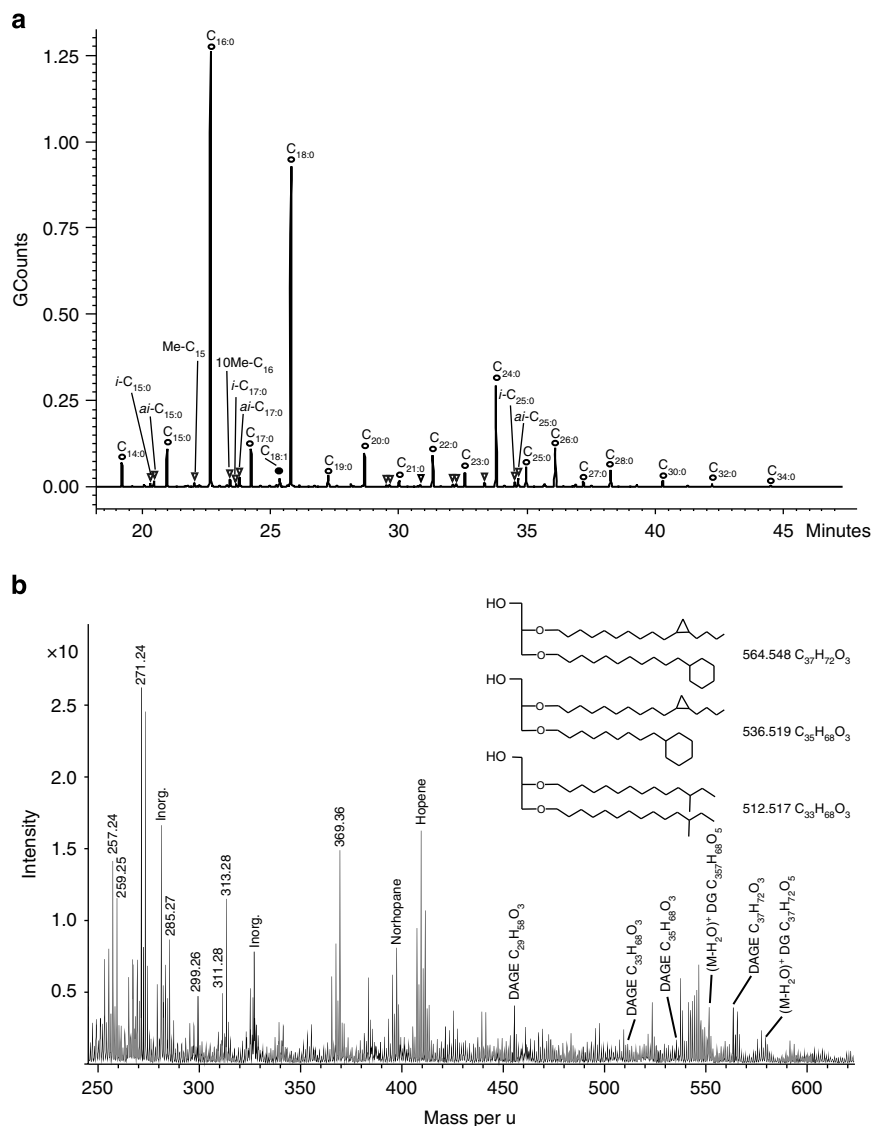 a
C16:0
1.25
1.00
C18:0
0.75
GCounts
0.50
Me-C15
10Me-C16
i-C15:0
i-C17:0
C24:0
0.25
ai-C15:0
ai-C17:0
i-C25:0
ai-C25:0
C14:0
C15:0
C17:0
C18:1
C19:0
C20:0
C21:0
C22:0
C23:0
C25:0
C26:0
C27:0
C28:0
C30:0
C32:0
C34:0
0.00
20 25 30 35 40 45 Minutes
b
×10
HO
O
O
564.548 C37H72O3
HO
O
O
536.519 C35H68O3
HO
O
O
512.517 C33H68O3
2.5
2.0
1.5
1.0
0.5
Intensity
257.24
259.25
271.24
Inorg.
285.27
299.26
311.28
313.28
Inorg.
369.36
Norhopane
Hopene
DAGE C29H58O3
DAGE C33H68O3
DAGE C35H68O3
(M-H2O)+ DG C357H68O5
DAGE C37H72O3
(M-H2O)+ DG C37H72O5
250 300 350 400 450 500 550 600
Mass per u